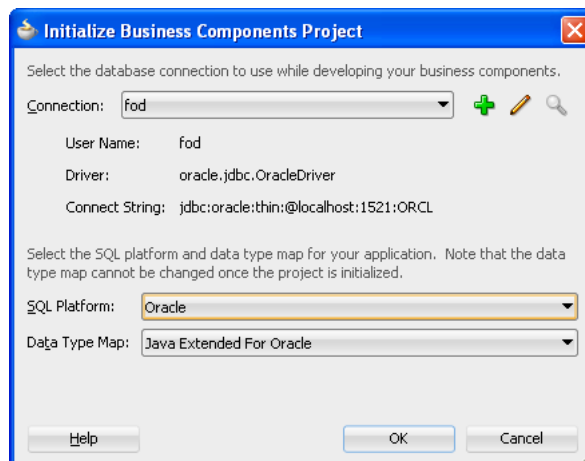 Initialize Business Components Project
Select the database connection to use while developing your business components.
Connection: fod
User Name: fod
Driver: oracle.jdbc.OracleDriver
Connect String: jdbc:oracle:thin:@localhost:1521:ORCL
Select the SQL platform and data type map for your application. Note that the data
type map cannot be changed once the project is initialized.
SQL Platform: Oracle
Data Type Map: Java Extended For Oracle
Help OK Cancel